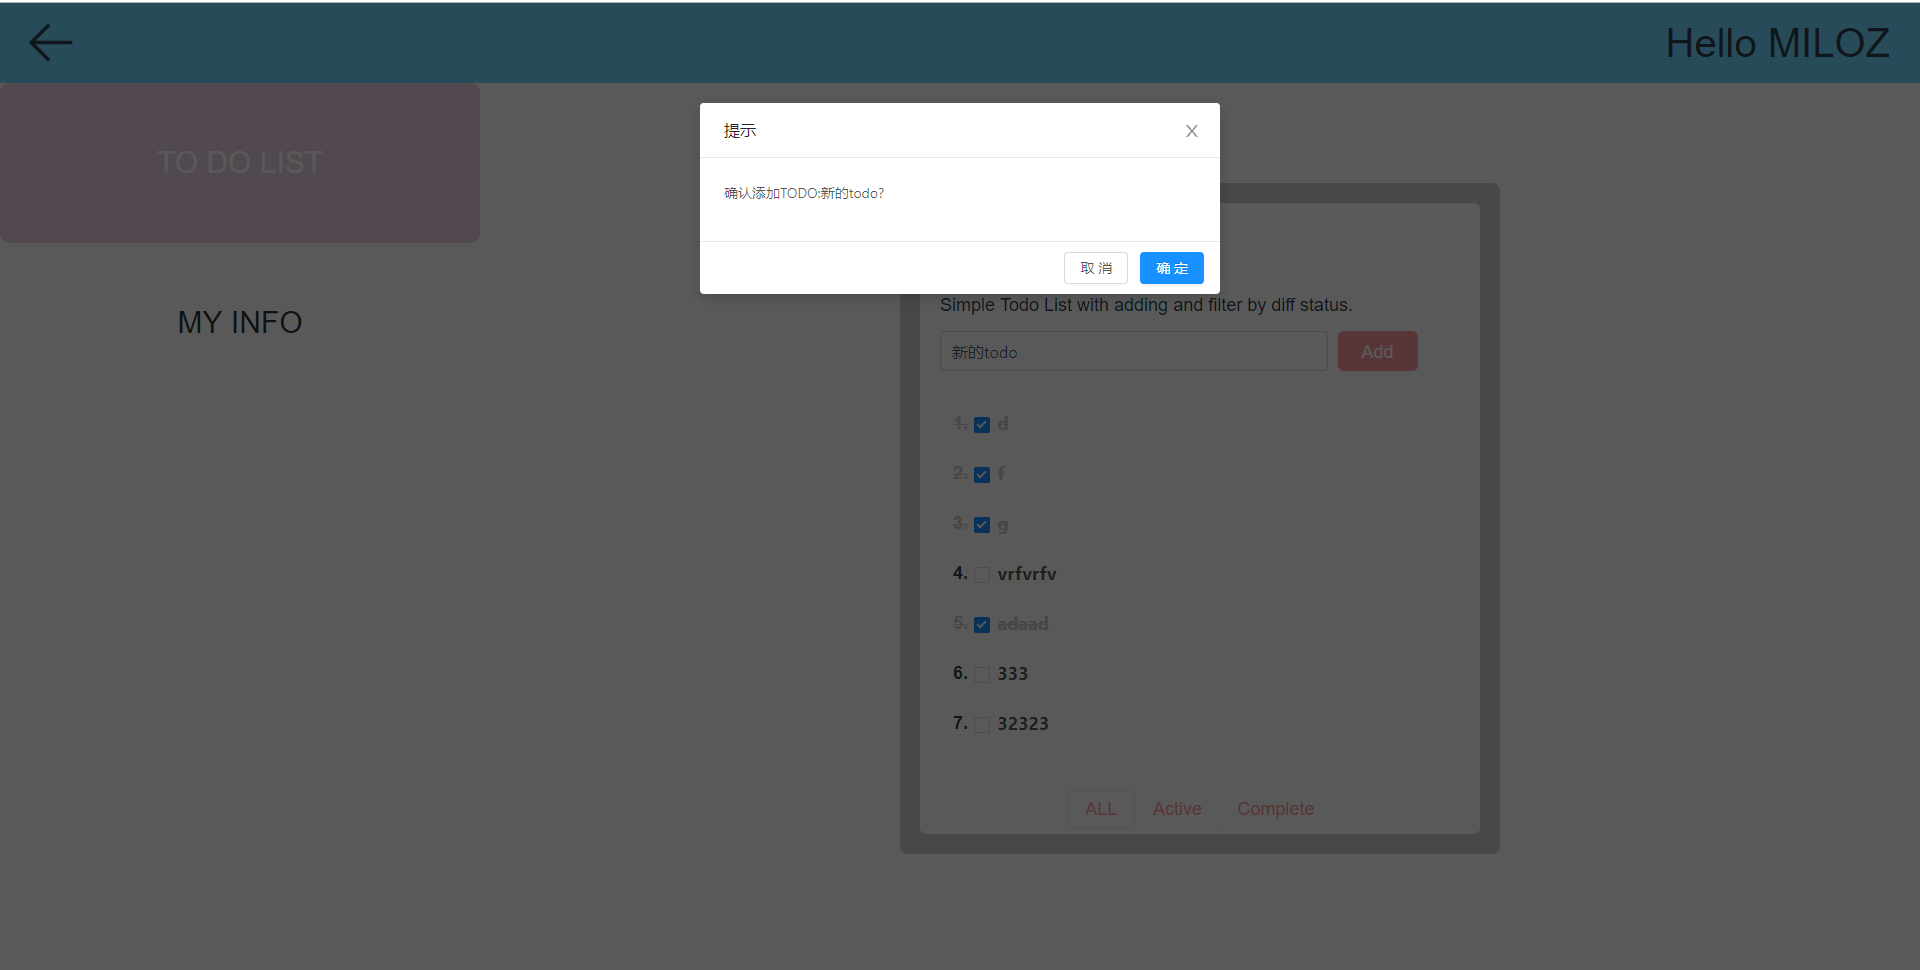 Hello MILOZ
TO DO LIST
MY INFO
提示
确认添加TODO:新的todo?
取 消
确 定
Simple Todo List with adding and filter by diff status.
新的todo
Add
1. d
2. f
3. g
4. vrfvrfv
5. adaad
6. 333
7. 32323
ALL
Active
Complete